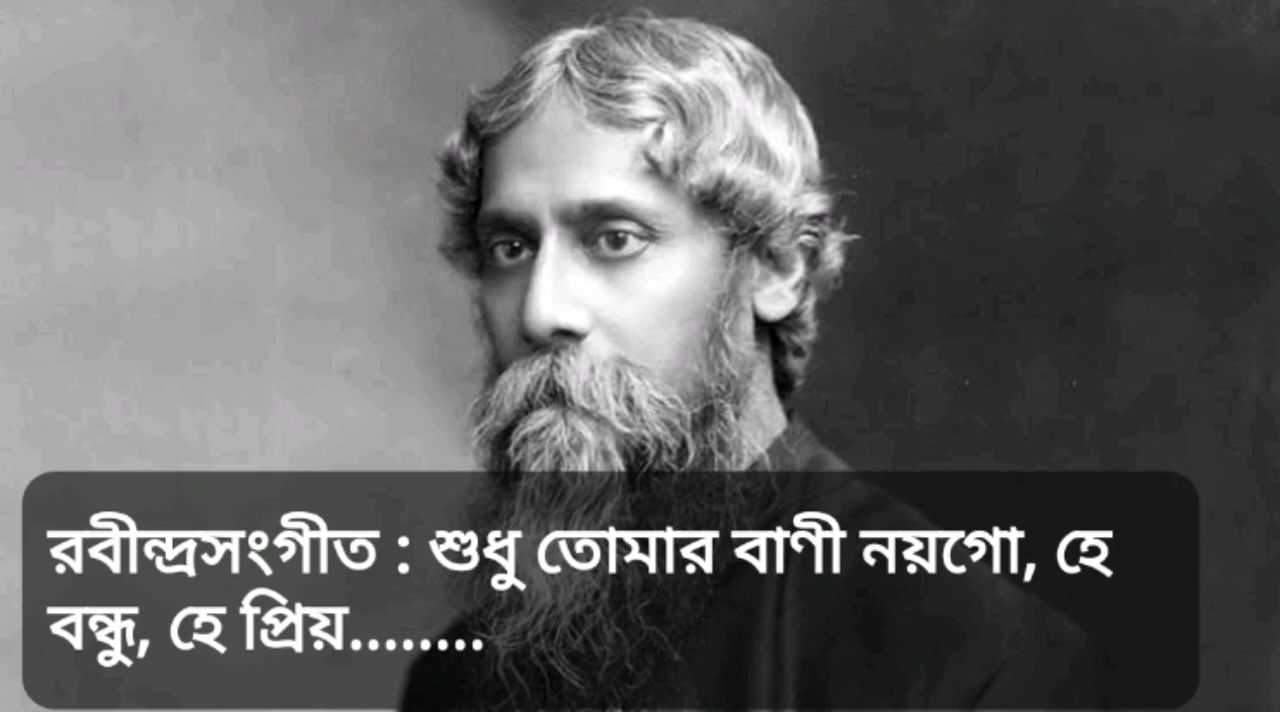 রবীন্দ্রসংগীত : শুধু তোমার বাণী নয়গো, হে
বন্ধু, হে প্রিয়........